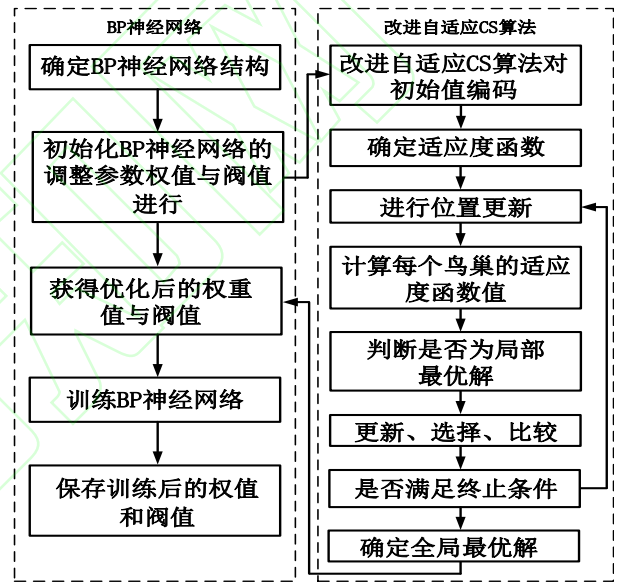 BP神经网络
确定BP神经网络结构
初始化BP神经网络的
调整参数权值与阀值
进行
获得优化后的权重
值与阀值
训练BP神经网络
保存训练后的权值
和阀值
改进自适应CS算法
改进自适应CS算法对
初始值编码
确定适应度函数
进行位置更新
计算每个鸟巢的适应
度函数值
判断是否为局部
最优解
更新、选择、比较
是否满足终止条件
确定全局最优解